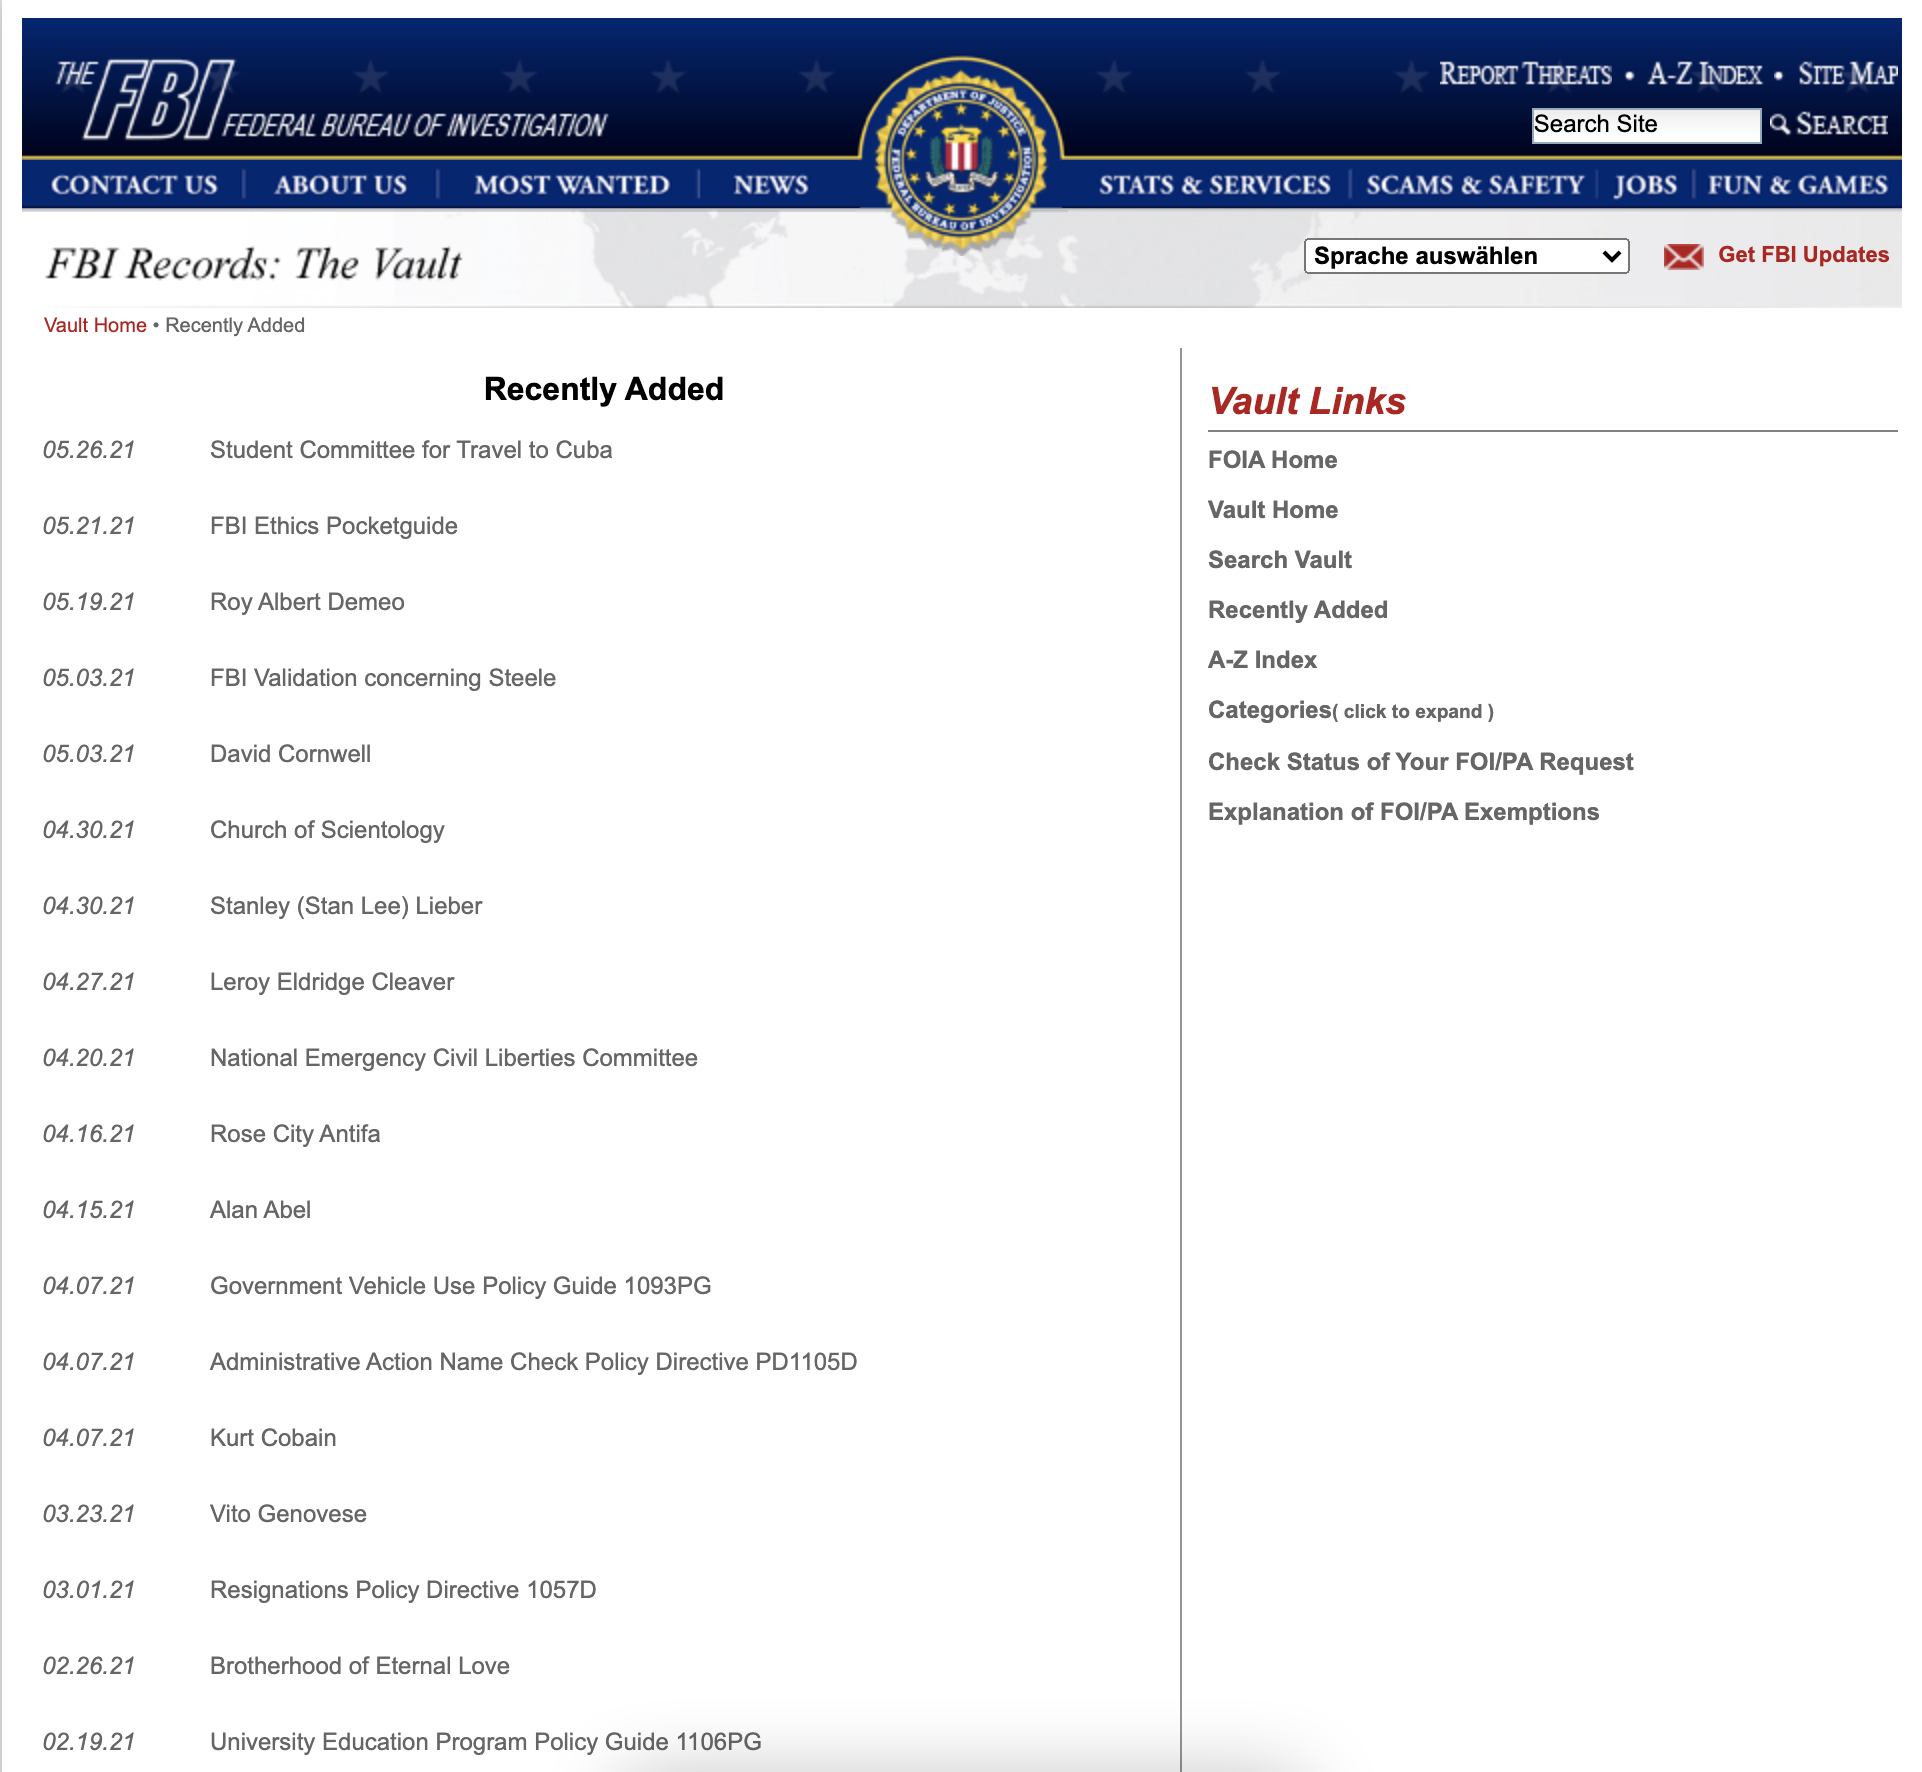 THE FBI FEDERAL BUREAU OF INVESTIGATION
REPORT THREATS • A-Z INDEX • SITE MAP
Search Site SEARCH
DEPARTMENT OF JUSTICE
FEDERAL BUREAU OF INVESTIGATION
CONTACT US | ABOUT US | MOST WANTED | NEWS STATS & SERVICES | SCAMS & SAFETY | JOBS | FUN & GAMES
FBI Records: The Vault
Sprache auswählen Get FBI Updates
Vault Home • Recently Added
Recently Added
05.26.21 Student Committee for Travel to Cuba
05.21.21 FBI Ethics Pocketguide
05.19.21 Roy Albert Demeo
05.03.21 FBI Validation concerning Steele
05.03.21 David Cornwell
04.30.21 Church of Scientology
04.30.21 Stanley (Stan Lee) Lieber
04.27.21 Leroy Eldridge Cleaver
04.20.21 National Emergency Civil Liberties Committee
04.16.21 Rose City Antifa
04.15.21 Alan Abel
04.07.21 Government Vehicle Use Policy Guide 1093PG
04.07.21 Administrative Action Name Check Policy Directive PD1105D
04.07.21 Kurt Cobain
03.23.21 Vito Genovese
03.01.21 Resignations Policy Directive 1057D
02.26.21 Brotherhood of Eternal Love
02.19.21 University Education Program Policy Guide 1106PG
Vault Links
FOIA Home
Vault Home
Search Vault
Recently Added
A-Z Index
Categories( click to expand )
Check Status of Your FOI/PA Request
Explanation of FOI/PA Exemptions